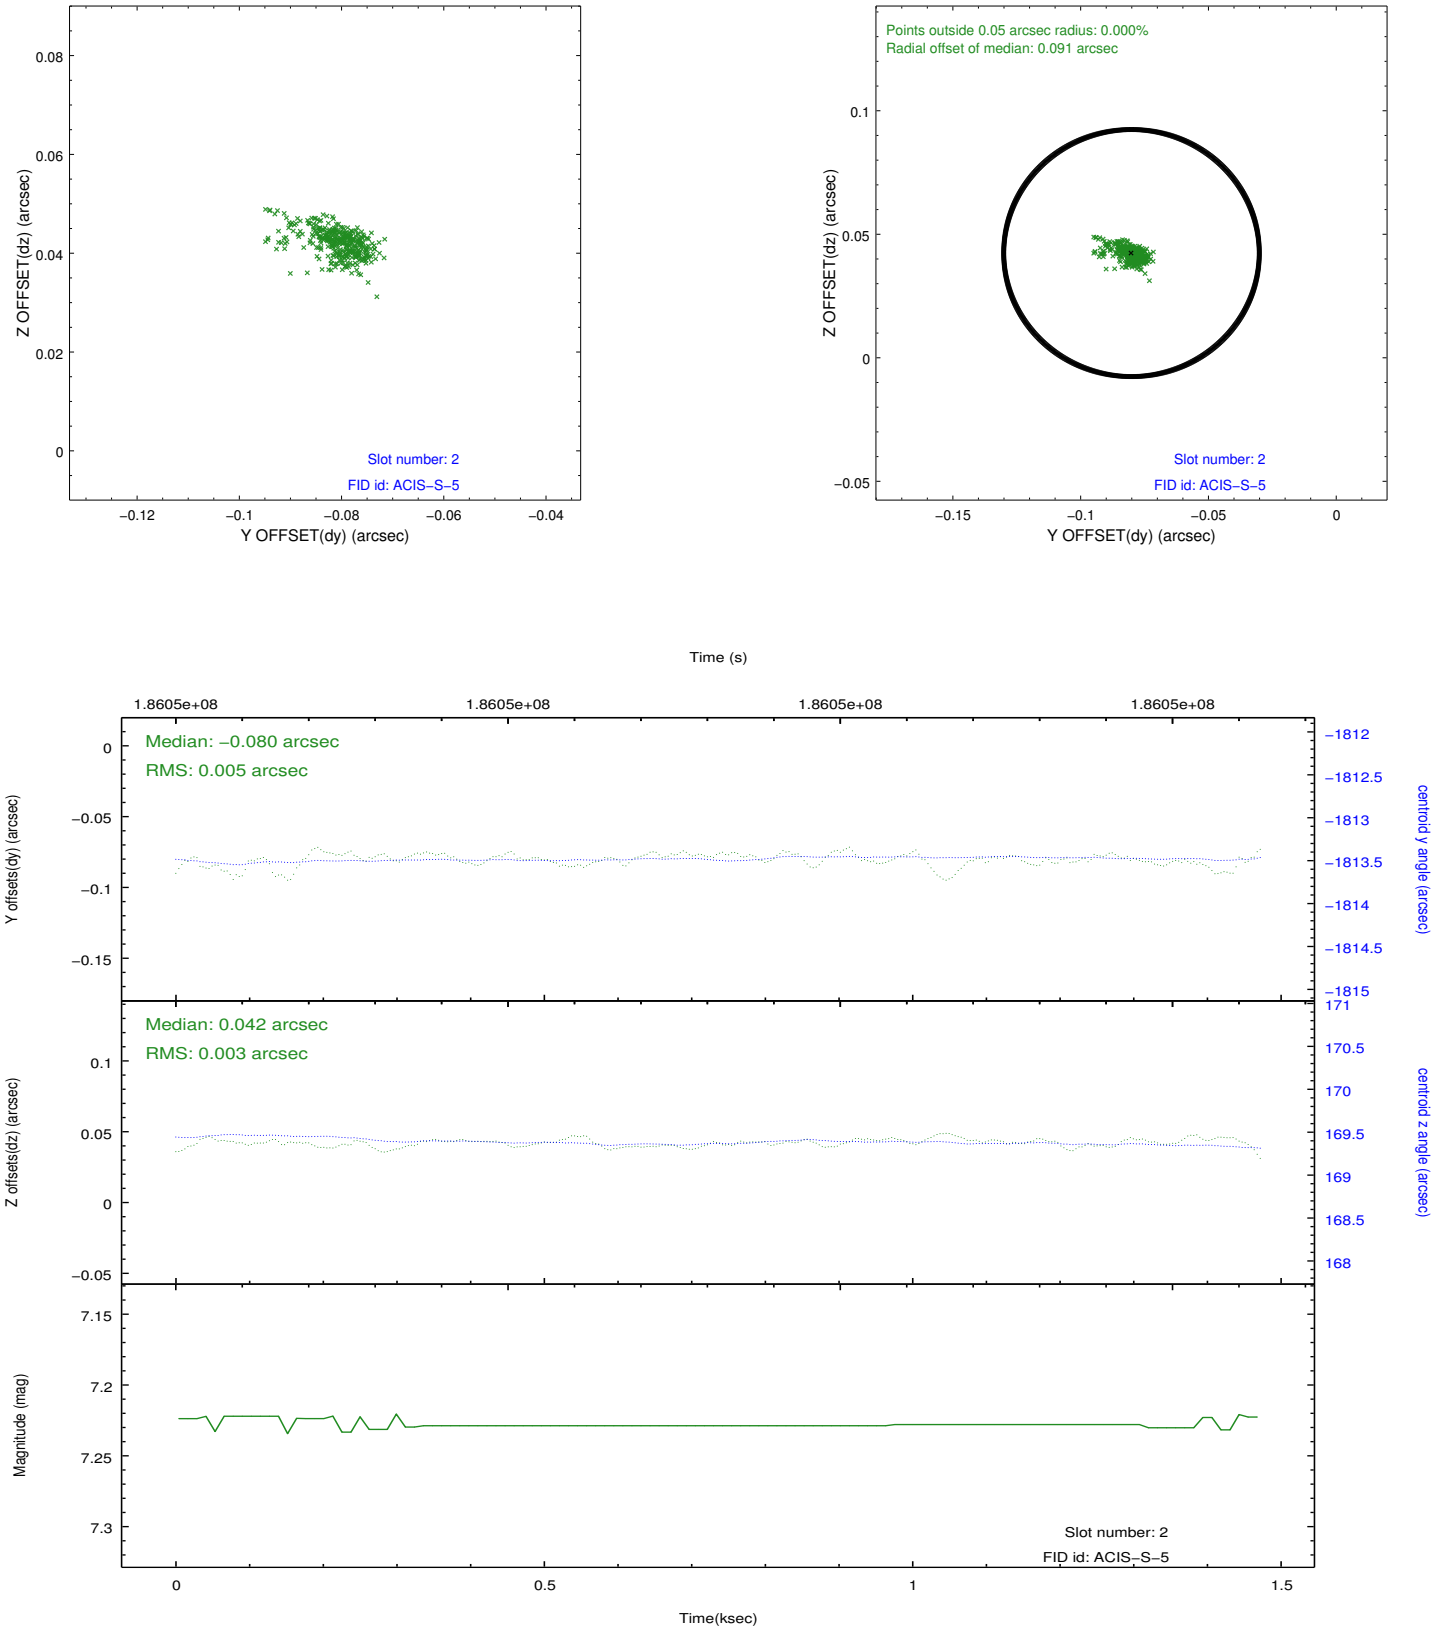 0.08
0.06
0.04
0.02
0
Z OFFSET(dz) (arcsec)
Slot number: 2
FID id: ACIS−S−5
−0.12
−0.1
−0.08
−0.06
−0.04
Y OFFSET(dy) (arcsec)
Points outside 0.05 arcsec radius: 0.000%
Radial offset of median: 0.091 arcsec
0.1
0.05
0
−0.05
Z OFFSET(dz) (arcsec)
Slot number: 2
FID id: ACIS−S−5
−0.15
−0.1
−0.05
0
Y OFFSET(dy) (arcsec)
Time (s)
1.8605e+08
1.8605e+08
1.8605e+08
1.8605e+08
Median: −0.080 arcsec
RMS: 0.005 arcsec
0
−0.05
−0.1
−0.15
Y offsets(dy) (arcsec)
−1812
−1812.5
−1813
−1813.5
−1814
−1814.5
−1815
centroid y angle (arcsec)
Median: 0.042 arcsec
RMS: 0.003 arcsec
0.1
0.05
0
−0.05
Z offsets(dz) (arcsec)
171
170.5
170
169.5
169
168.5
168
centroid z angle (arcsec)
7.15
7.2
7.25
7.3
Magnitude (mag)
Slot number: 2
FID id: ACIS−S−5
0
0.5
1
1.5
Time(ksec)